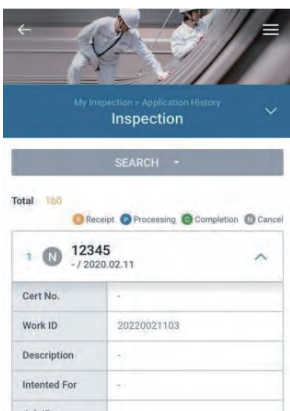 My Inspection > Application History
Inspection
SEARCH
Total 160
R Receipt P Processing C Completion N Cancel
1 N 12345
- / 2020.02.11
Cert No. -
Work ID 20220021103
Description -
Intented For -